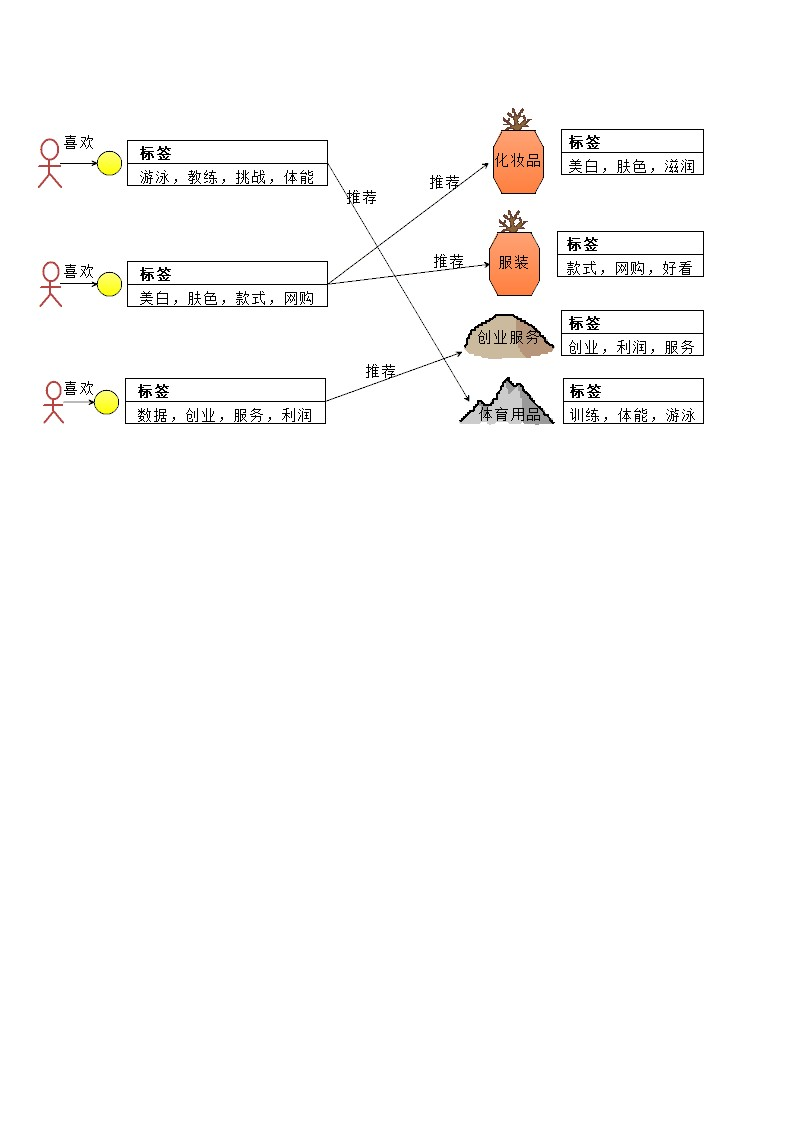 喜欢
标签
游泳，教练，挑战，体能
推荐
推荐
化妆品
标签
美白，肤色，滋润
喜欢
标签
美白，肤色，款式，网购
推荐
服装
标签
款式，网购，好看
创业服务
标签
创业，利润，服务
喜欢
标签
数据，创业，服务，利润
推荐
体育用品
标签
训练，体能，游泳